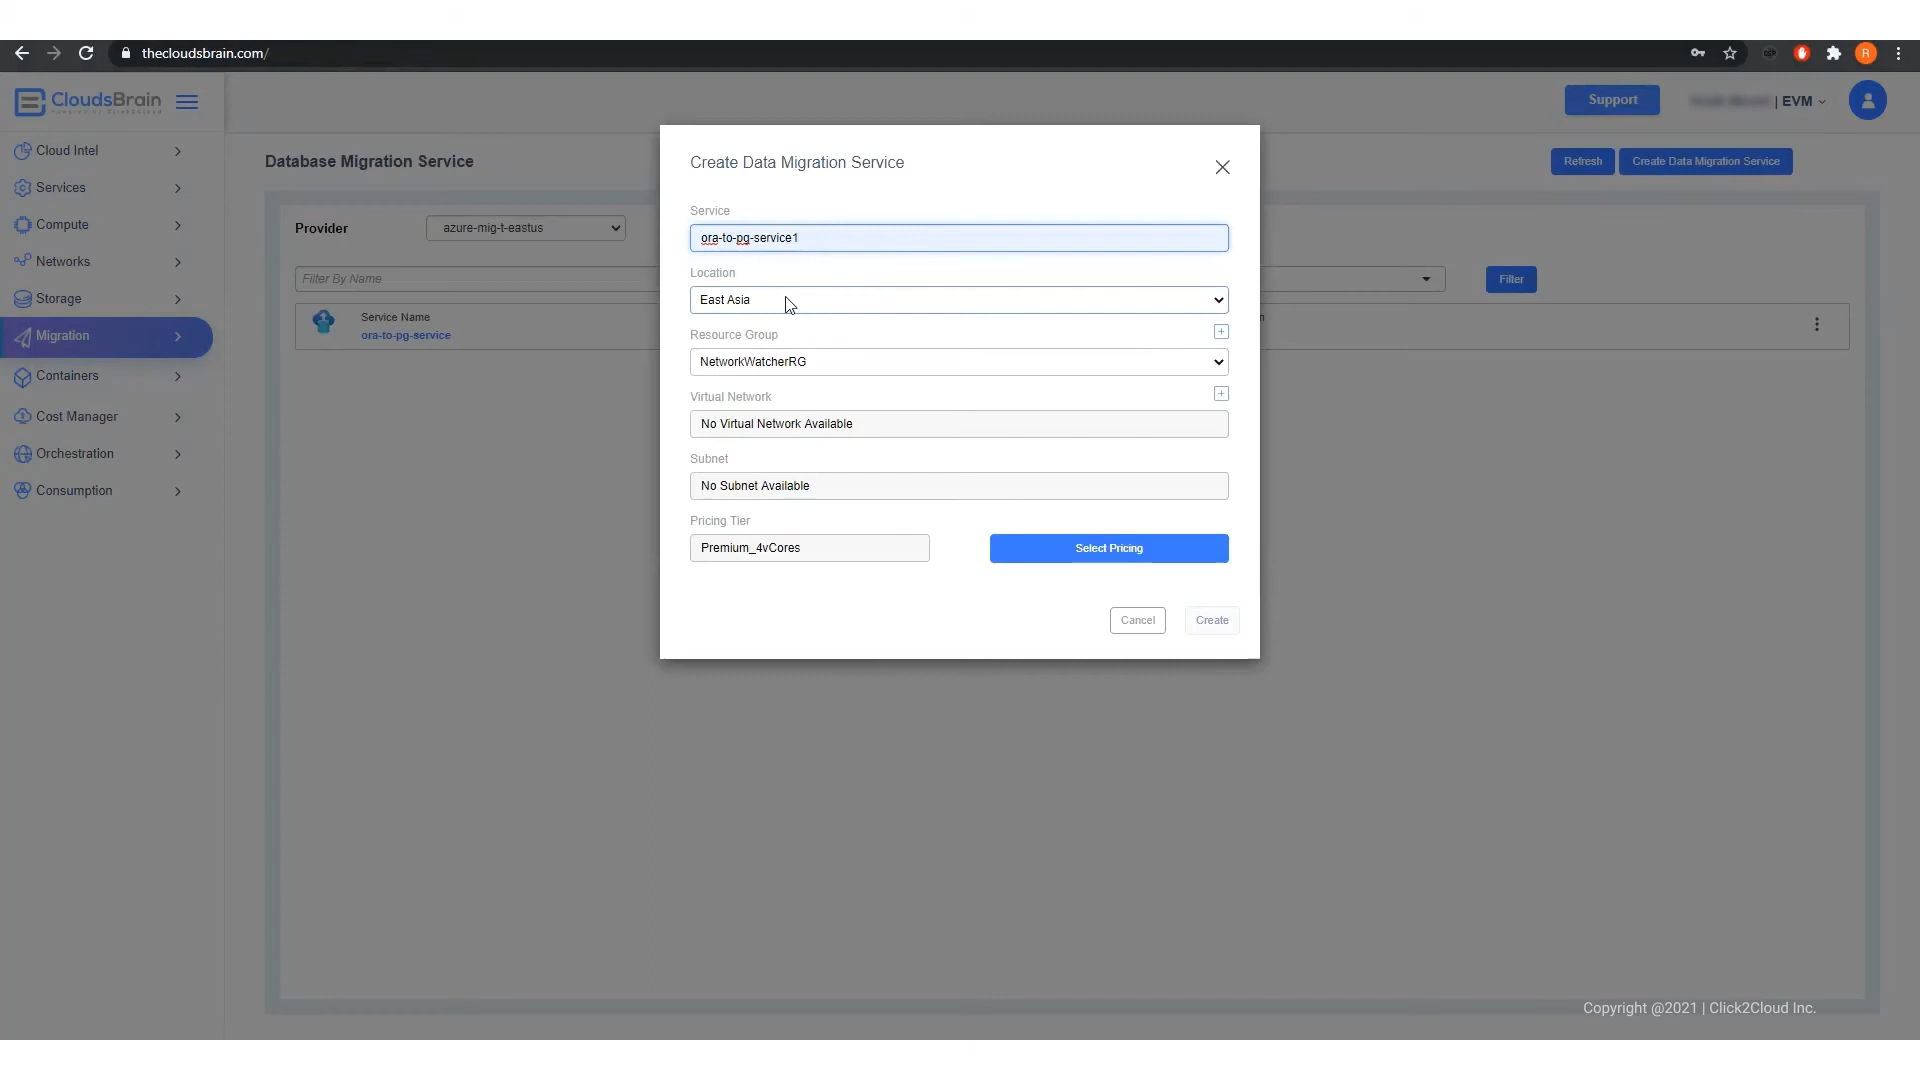 thecloudsbrain.com/
R
CloudsBrain
Powered by Click2Cloud
Support
| EVM
Cloud Intel
Services
Compute
Networks
Storage
Migration
Containers
Cost Manager
Orchestration
Consumption
Database Migration Service
Refresh
Create Data Migration Service
Provider
azure-mig-t-eastus
Filter By Name
Filter
Service Name
ora-to-pg-service
Create Data Migration Service
Service
ora-to-pg-service1
Location
East Asia
Resource Group
NetworkWatcherRG
Virtual Network
No Virtual Network Available
Subnet
No Subnet Available
Pricing Tier
Premium_4vCores
Select Pricing
Cancel
Create
Copyright @2021 | Click2Cloud Inc.